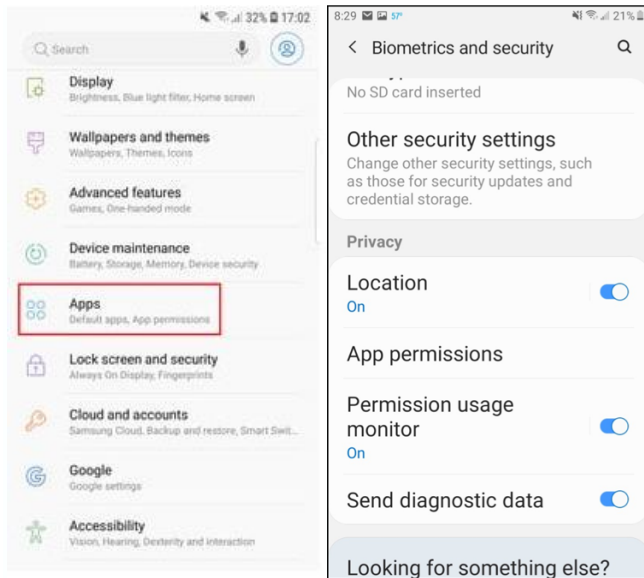 32% 17:02
Search
Display
Brightness, Blue light filter, Home screen
Wallpapers and themes
Wallpapers, Themes, Icons
Advanced features
Games, One-handed mode
Device maintenance
Battery, Storage, Memory, Device security
Apps
Default apps, App permissions
Lock screen and security
Always On Display, Fingerprints
Cloud and accounts
Samsung Cloud, Backup and restore, Smart Swit...
Google
Google settings
Accessibility
Vision, Hearing, Dexterity and interaction
8:29 57° 21%
Biometrics and security
No SD card inserted
Other security settings
Change other security settings, such
as those for security updates and
credential storage.
Privacy
Location
On
App permissions
Permission usage
monitor
On
Send diagnostic data
Looking for something else?